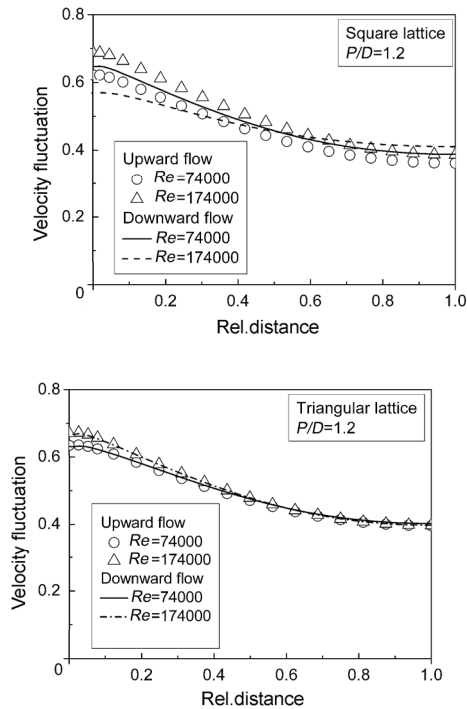 0.8
Square lattice
P/D=1.2
0.6
0.4
0.2
0
Velocity fluctuation
Upward flow
Re=74000
Re=174000
Downward flow
Re=74000
Re=174000
0.2 0.4 0.6 0.8 1.0
Rel.distance
0.8
Triangular lattice
P/D=1.2
0.6
0.4
0.2
0
Velocity fluctuation
Upward flow
Re=74000
Re=174000
Downward flow
Re=74000
Re=174000
0.2 0.4 0.6 0.8 1.0
Rel.distance